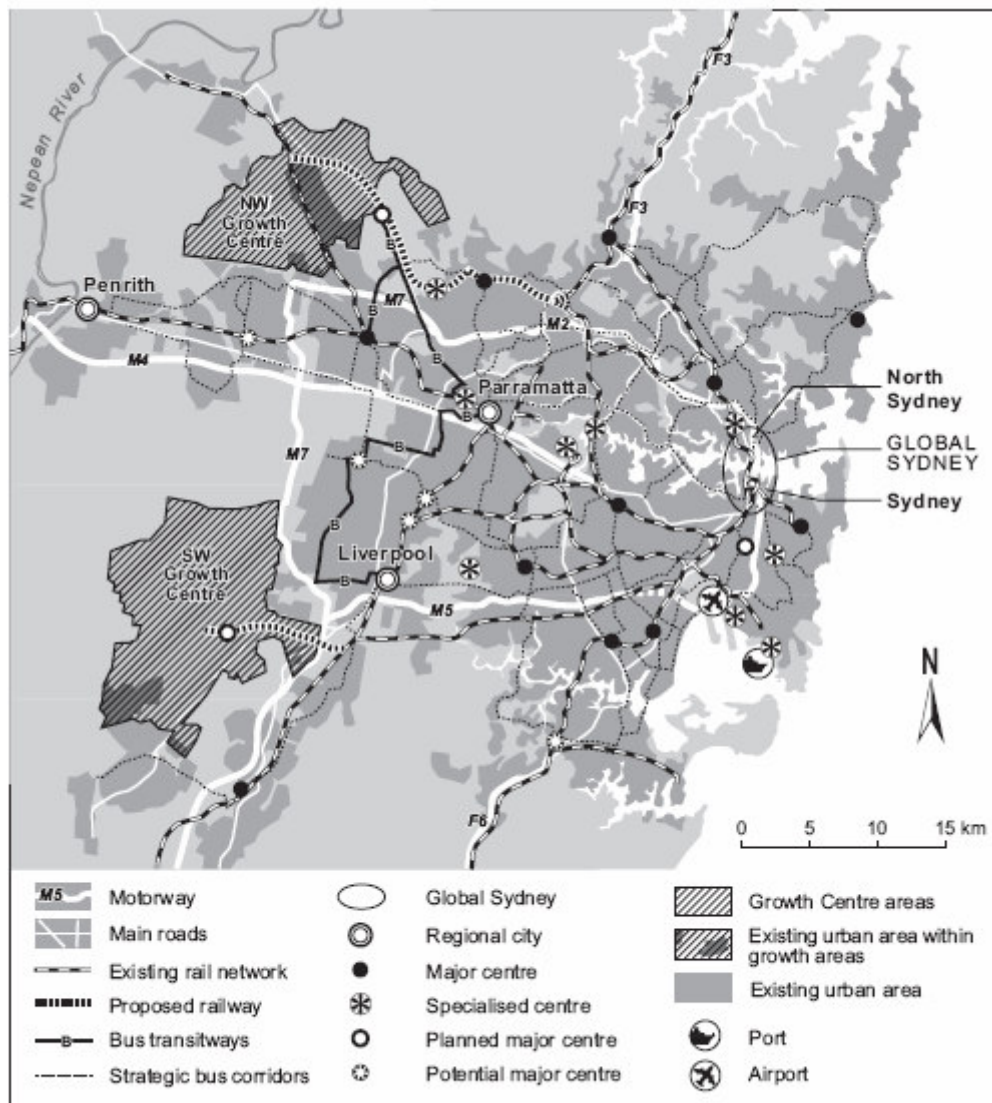 F3
Nepean River
F3
NW
Growth
Centre
B
Penrith
M7
B
M2
M4
B
Parramatta
North
Sydney
B
GLOBAL
SYDNEY
M7
B
Sydney
B
SW
Growth
Centre
Liverpool
B
M5
N
F6
0 5 10 15 km
M5 Motorway
Main roads
Existing rail network
Proposed railway
B Bus transitways
Strategic bus corridors
Global Sydney
Regional city
Major centre
Specialised centre
Planned major centre
Potential major centre
Growth Centre areas
Existing urban area within
growth areas
Existing urban area
Port
Airport